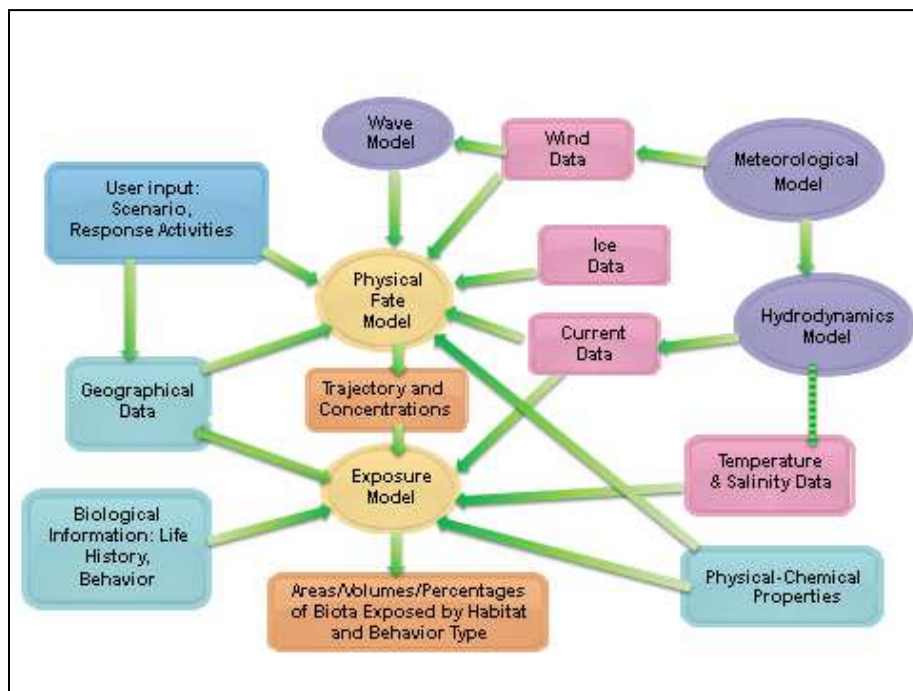 Wave
Model
Wind
Data
Meteorological
Model
User input:
Scenario,
Response Activities
Ice
Data
Physical
Fate
Model
Hydrodynamics
Model
Current
Data
Geographical
Data
Trajectory and
Concentrations
Exposure
Model
Temperature
& Salinity Data
Biological
Information: Life
History,
Behavior
Physical-Chemical
Properties
Areas/Volumes/Percentages
of Biota Exposed by Habitat
and Behavior Type